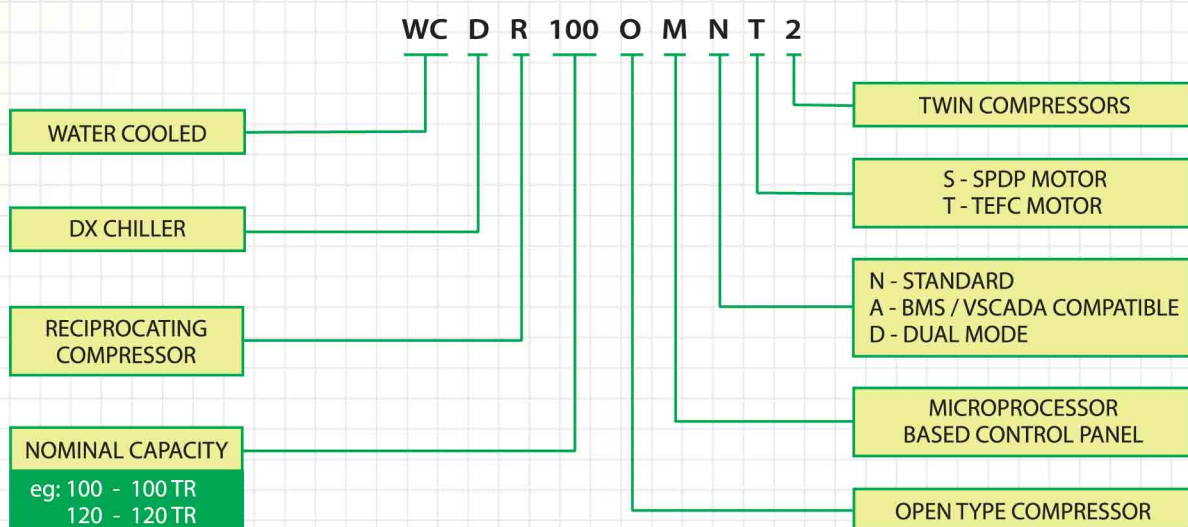 WC D R 100 O M N T 2
WATER COOLED
DX CHILLER
RECIPROCATING
COMPRESSOR
NOMINAL CAPACITY
eg: 100 - 100 TR
120 - 120 TR
TWIN COMPRESSORS
S - SPDP MOTOR
T - TEFC MOTOR
N - STANDARD
A - BMS / VSCADA COMPATIBLE
D - DUAL MODE
MICROPROCESSOR
BASED CONTROL PANEL
OPEN TYPE COMPRESSOR